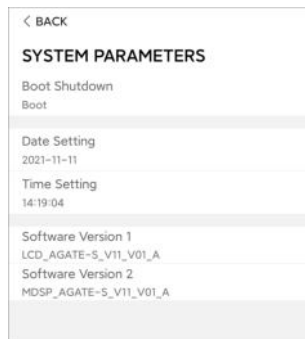 < BACK
SYSTEM PARAMETERS
Boot Shutdown
Boot
Date Setting
2021-11-11
Time Setting
14:19:04
Software Version 1
LCD_AGATE-S_V11_V01_A
Software Version 2
MDSP_AGATE-S_V11_V01_A